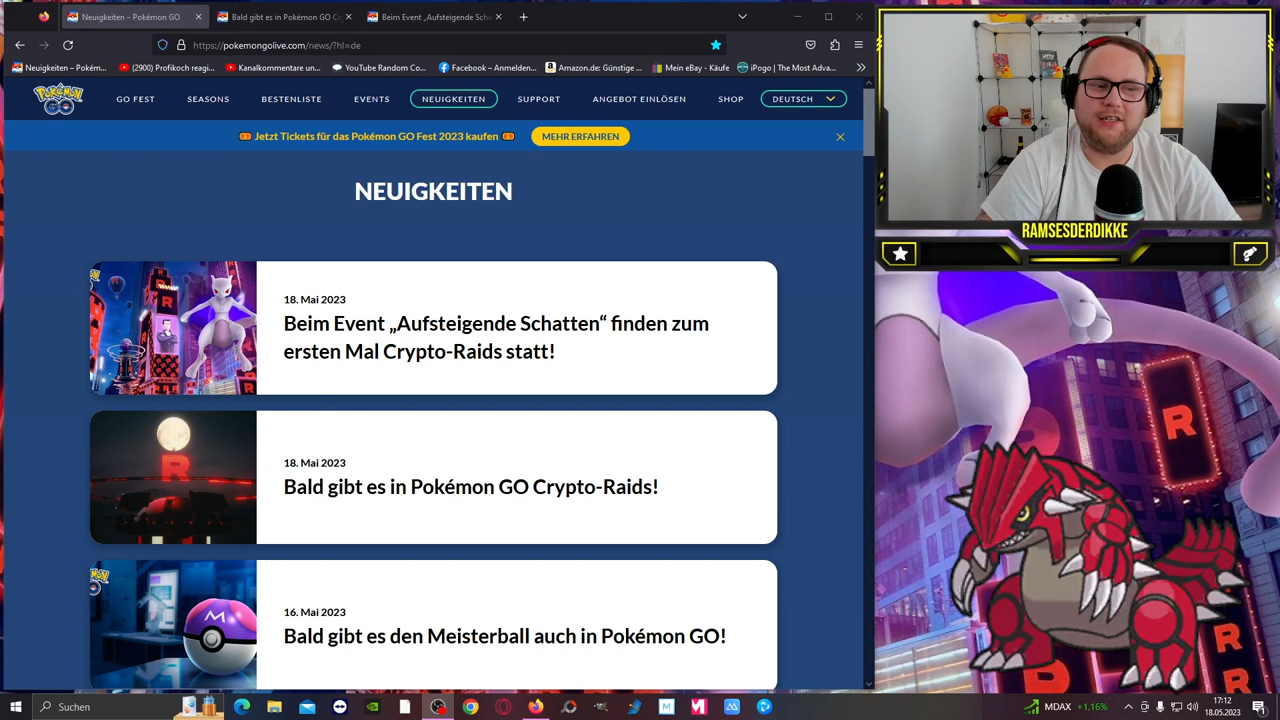 Neuigkeiten – Pokémon GO
Bald gibt es in Pokémon GO C
Beim Event „Aufsteigende Scha
https://pokemongolive.com/news/?hl=de
Neuigkeiten – Pokém...
(2900) Profikoch reagi...
Kanalkommentare un...
Tube Random Co...
Facebook – Anmelden...
Amazon.de: Günstige ...
Mein eBay - Käufe
iPogo | The Most Adva...
POKÉMON GO
GO FEST
SEASONS
BESTENLISTE
EVENTS
NEUIGKEITEN
SUPPORT
ANGEBOT EINLÖSEN
SHOP
DEUTSCH
Jetzt Tickets für das Pokémon GO Fest 2023 kaufen
MEHR ERFAHREN
NEUIGKEITEN
18. Mai 2023
Beim Event „Aufsteigende Schatten“ finden zum
ersten Mal Crypto-Raids statt!
18. Mai 2023
Bald gibt es in Pokémon GO Crypto-Raids!
16. Mai 2023
Bald gibt es den Meisterball auch in Pokémon GO!
RAMSESDERDIKKE
R
R
R
R
Suchen
MDAX +1,16%
17:12
18.05.2023